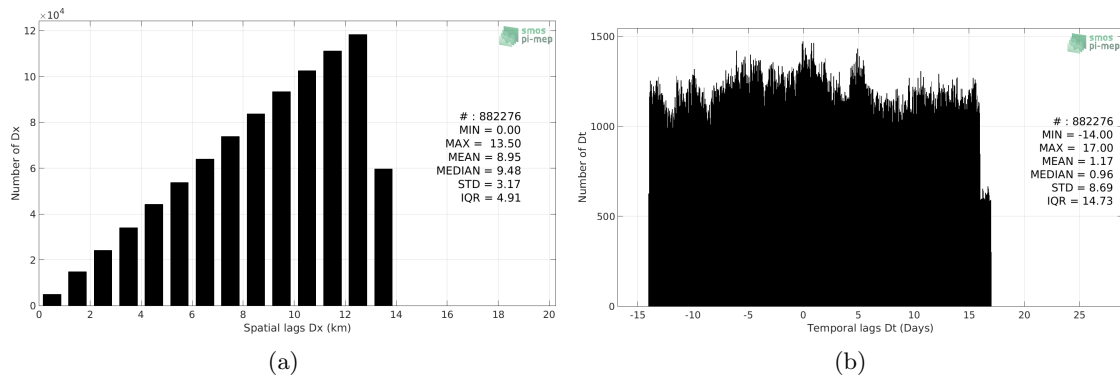 ×10⁴
12
10
8
6
4
2
0
0 2 4 6 8 10 12 14 16 18 20
Number of Dx
Spatial lags Dx (km)
smos
pi-mep
# : 882276
MIN = 0.00
MAX = 13.50
MEAN = 8.95
MEDIAN = 9.48
STD = 3.17
IQR = 4.91
(a)
1500
1000
500
0
-15 -10 -5 0 5 10 15 20 25
Number of Dt
Temporal lags Dt (Days)
smos
pi-mep
# : 882276
MIN = -14.00
MAX = 17.00
MEAN = 1.17
MEDIAN = 0.96
STD = 8.69
IQR = 14.73
(b)